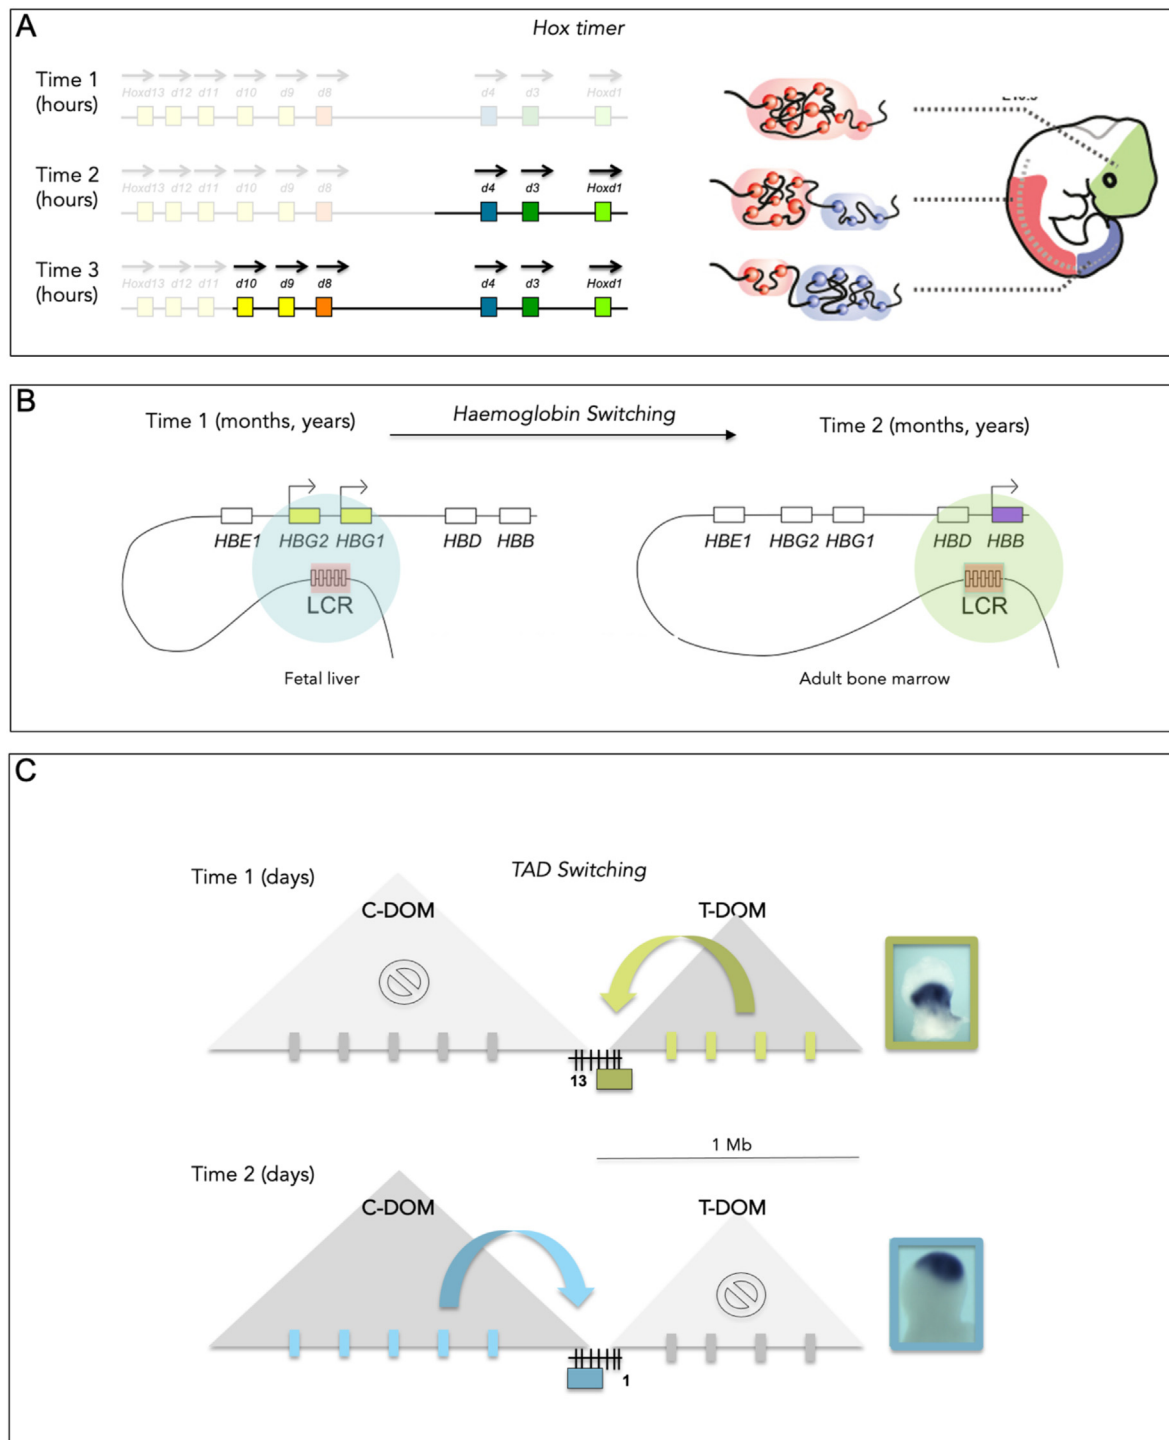 A
Hox timer
Time 1
(hours)
Hoxd13 d12 d11 d10 d9 d8 d4 d3 Hoxd1
Time 2
(hours)
Hoxd13 d12 d11 d10 d9 d8 d4 d3 Hoxd1
Time 3
(hours)
Hoxd13 d12 d11 d10 d9 d8 d4 d3 Hoxd1
B
Time 1 (months, years)
Haemoglobin Switching
Time 2 (months, years)
HBE1 HBG2 HBG1 HBD HBB
LCR
Fetal liver
HBE1 HBG2 HBG1 HBD HBB
LCR
Adult bone marrow
C
Time 1 (days)
TAD Switching
C-DOM
T-DOM
13
1 Mb
Time 2 (days)
C-DOM
T-DOM
1